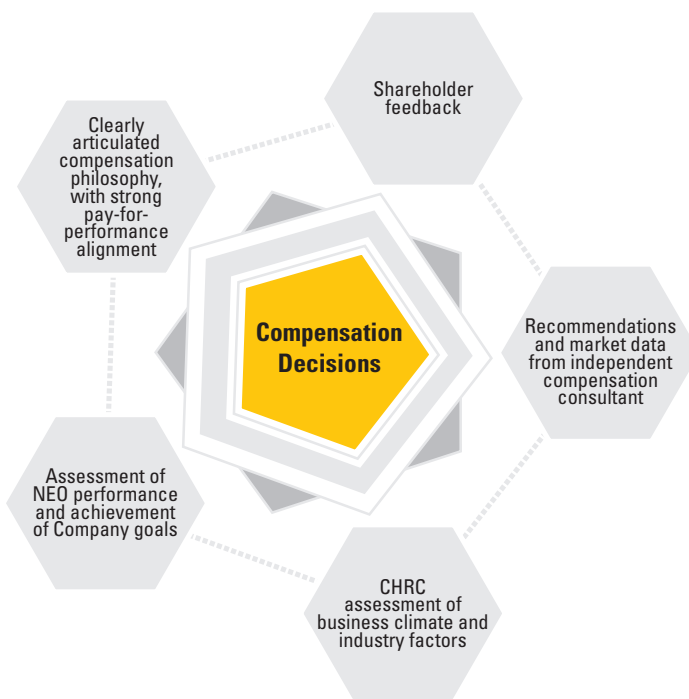 Shareholder
feedback
Clearly
articulated
compensation
philosophy,
with strong
pay-for-
performance
alignment
Compensation
Decisions
Recommendations
and market data
from independent
compensation
consultant
Assessment of
NEO performance
and achievement
of Company goals
CHRC
assessment of
business climate and
industry factors